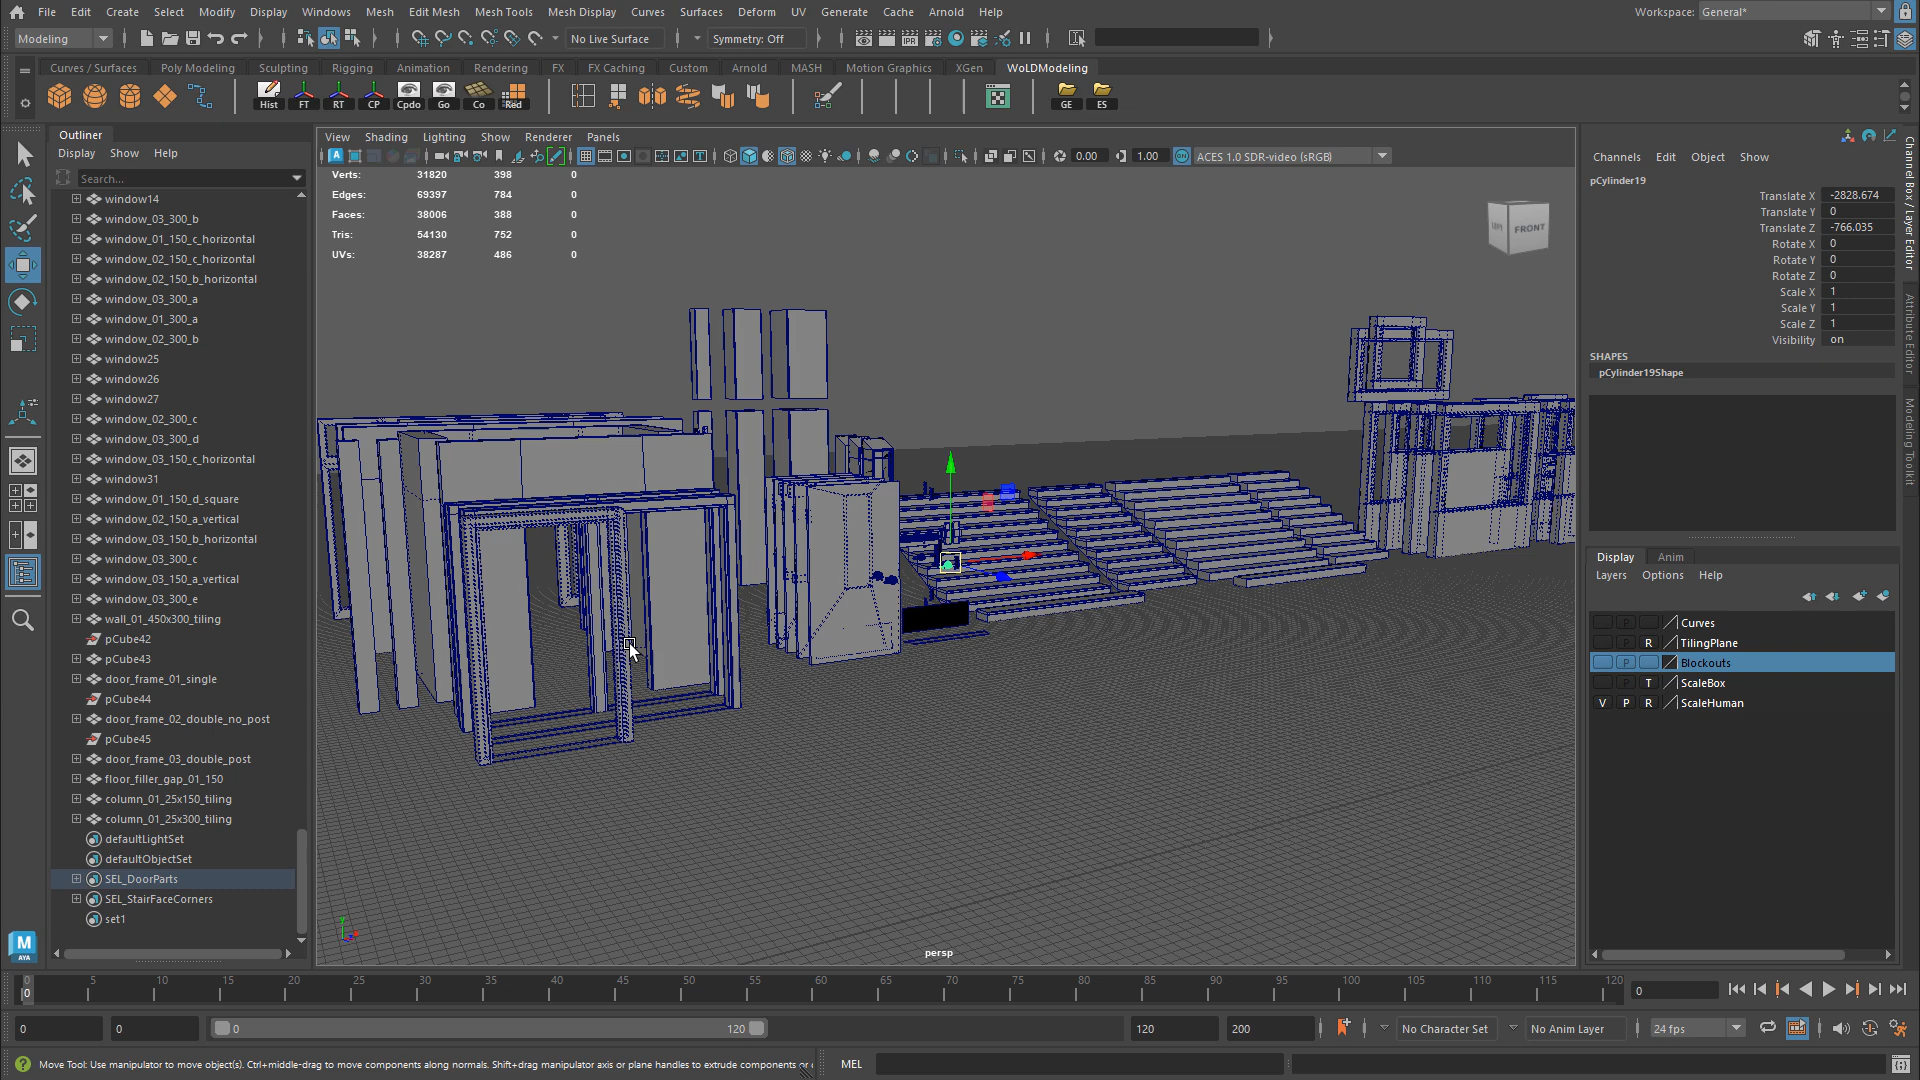 File Edit Create Select Modify Display Windows Mesh Edit Mesh Mesh Tools Mesh Display Curves Surfaces Deform UV Generate Cache Arnold Help Workspace: General*
Modeling No Live Surface Symmetry: Off
Curves / Surfaces Poly Modeling Sculpting Rigging Animation Rendering FX FX Caching Custom Arnold MASH Motion Graphics XGen WoLDModeling
Hist FT RT CP Cpdo Go Co Red GE ES
Outliner
Display Show Help
Search...
window14
window_03_300_b
window_01_150_c_horizontal
window_02_150_c_horizontal
window_02_150_b_horizontal
window_03_300_a
window_01_300_a
window_02_300_b
window25
window26
window27
window_02_300_c
window_03_300_d
window_03_150_c_horizontal
window31
window_01_150_d_square
window_02_150_a_vertical
window_03_150_b_horizontal
window_03_300_c
window_03_150_a_vertical
window_03_300_e
wall_01_450x300_tiling
pCube42
pCube43
door_frame_01_single
pCube44
door_frame_02_double_no_post
pCube45
door_frame_03_double_post
floor_filler_gap_01_150
column_01_25x150_tiling
column_01_25x300_tiling
defaultLightSet
defaultObjectSet
SEL_DoorParts
SEL_StairFaceCorners
set1
View Shading Lighting Show Renderer Panels
0.00 1.00 ACES 1.0 SDR-video (sRGB)
Verts: 31820 398 0
Edges: 69397 784 0
Faces: 38006 388 0
Tris: 54130 752 0
UVs: 38287 486 0
FRONT
persp
Channels Edit Object Show
pCylinder19
Translate X -2828.674
Translate Y 0
Translate Z -766.035
Rotate X 0
Rotate Y 0
Rotate Z 0
Scale X 1
Scale Y 1
Scale Z 1
Visibility on
SHAPES
pCylinder19Shape
Display Anim
Layers Options Help
P Curves
P R TilingPlane
P Blockouts
P T ScaleBox
V P R ScaleHuman
Channel Box / Layer Editor
Attribute Editor
Modeling Toolkit
M
AYA
0 5 10 15 20 25 30 35 40 45 50 55 60 65 70 75 80 85 90 95 100 105 110 115 120
0 0
0 0 0 120 120 200 No Character Set No Anim Layer 24 fps
Move Tool: Use manipulator to move object(s). Ctrl+middle-drag to move components along normals. Shift+drag manipulator axis or plane handles to extrude components or
MEL